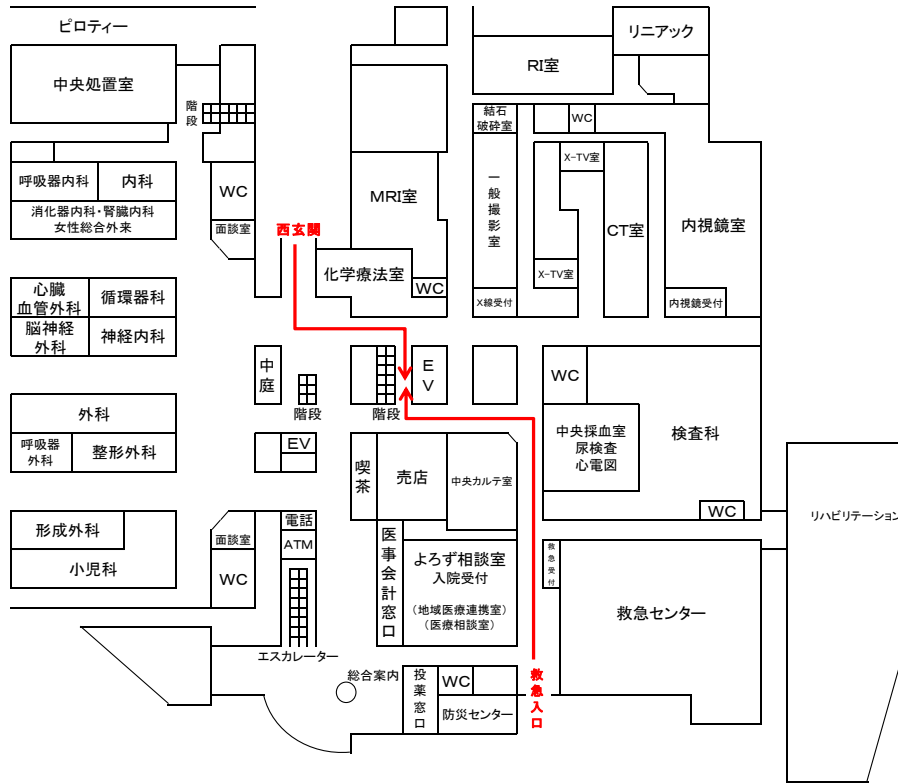 ピロティー
リニアック
RI室
中央処置室
階
段
結石
破砕室
WC
X-TV室
呼吸器内科
内科
WC
MRI室
一
般
撮
影
室
CT室
内視鏡室
消化器内科・腎臓内科
女性総合外来
面談室
西玄関
化学療法室
WC
X-TV室
X線受付
内視鏡受付
心臓
血管外科
循環器科
脳神経
外科
神経内科
中
庭
階段
階段
E
V
WC
外科
呼吸器
外科
整形外科
EV
喫
茶
売店
中央カルテ室
中央採血室
尿検査
心電図
検査科
WC
リハビリテーション
形成外科
小児科
面談室
WC
電話
ATM
医
事
会
計
窓
口
よろず相談室
入院受付
(地域医療連携室)
(医療相談室)
救
急
受
付
救急センター
エスカレーター
総合案内
投
薬
窓
口
WC
防災センター
救
急
入
口